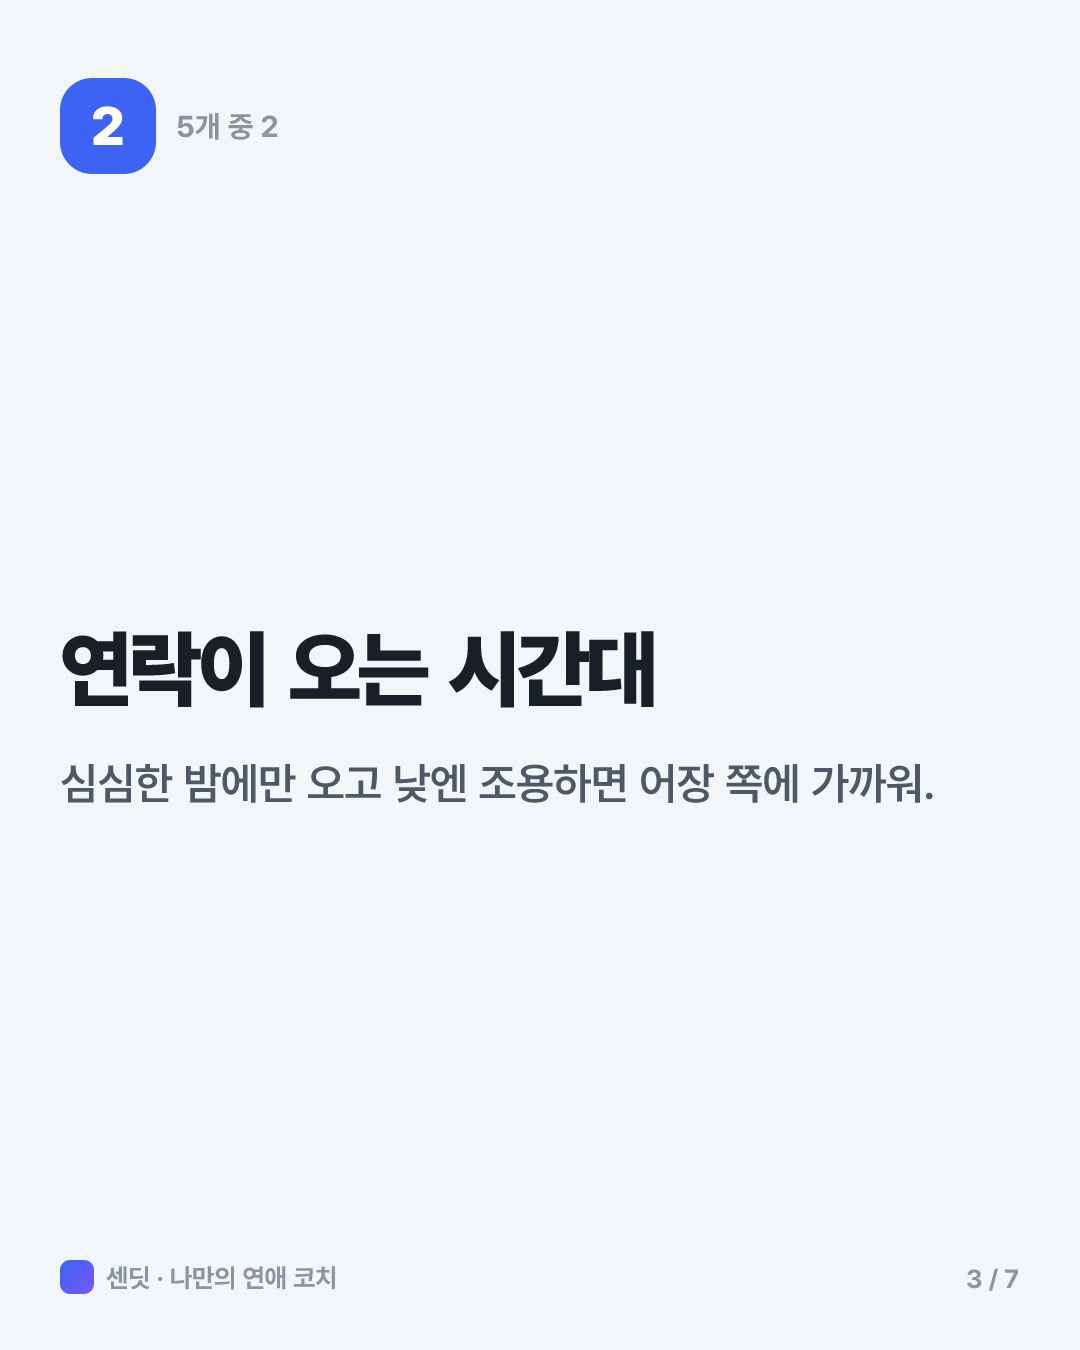 2
5개 중 2
연락이 오는 시간대
심심한 밤에만 오고 낮엔 조용하면 어장 쪽에 가까워.
센딧 · 나만의 연애 코치
3 / 7